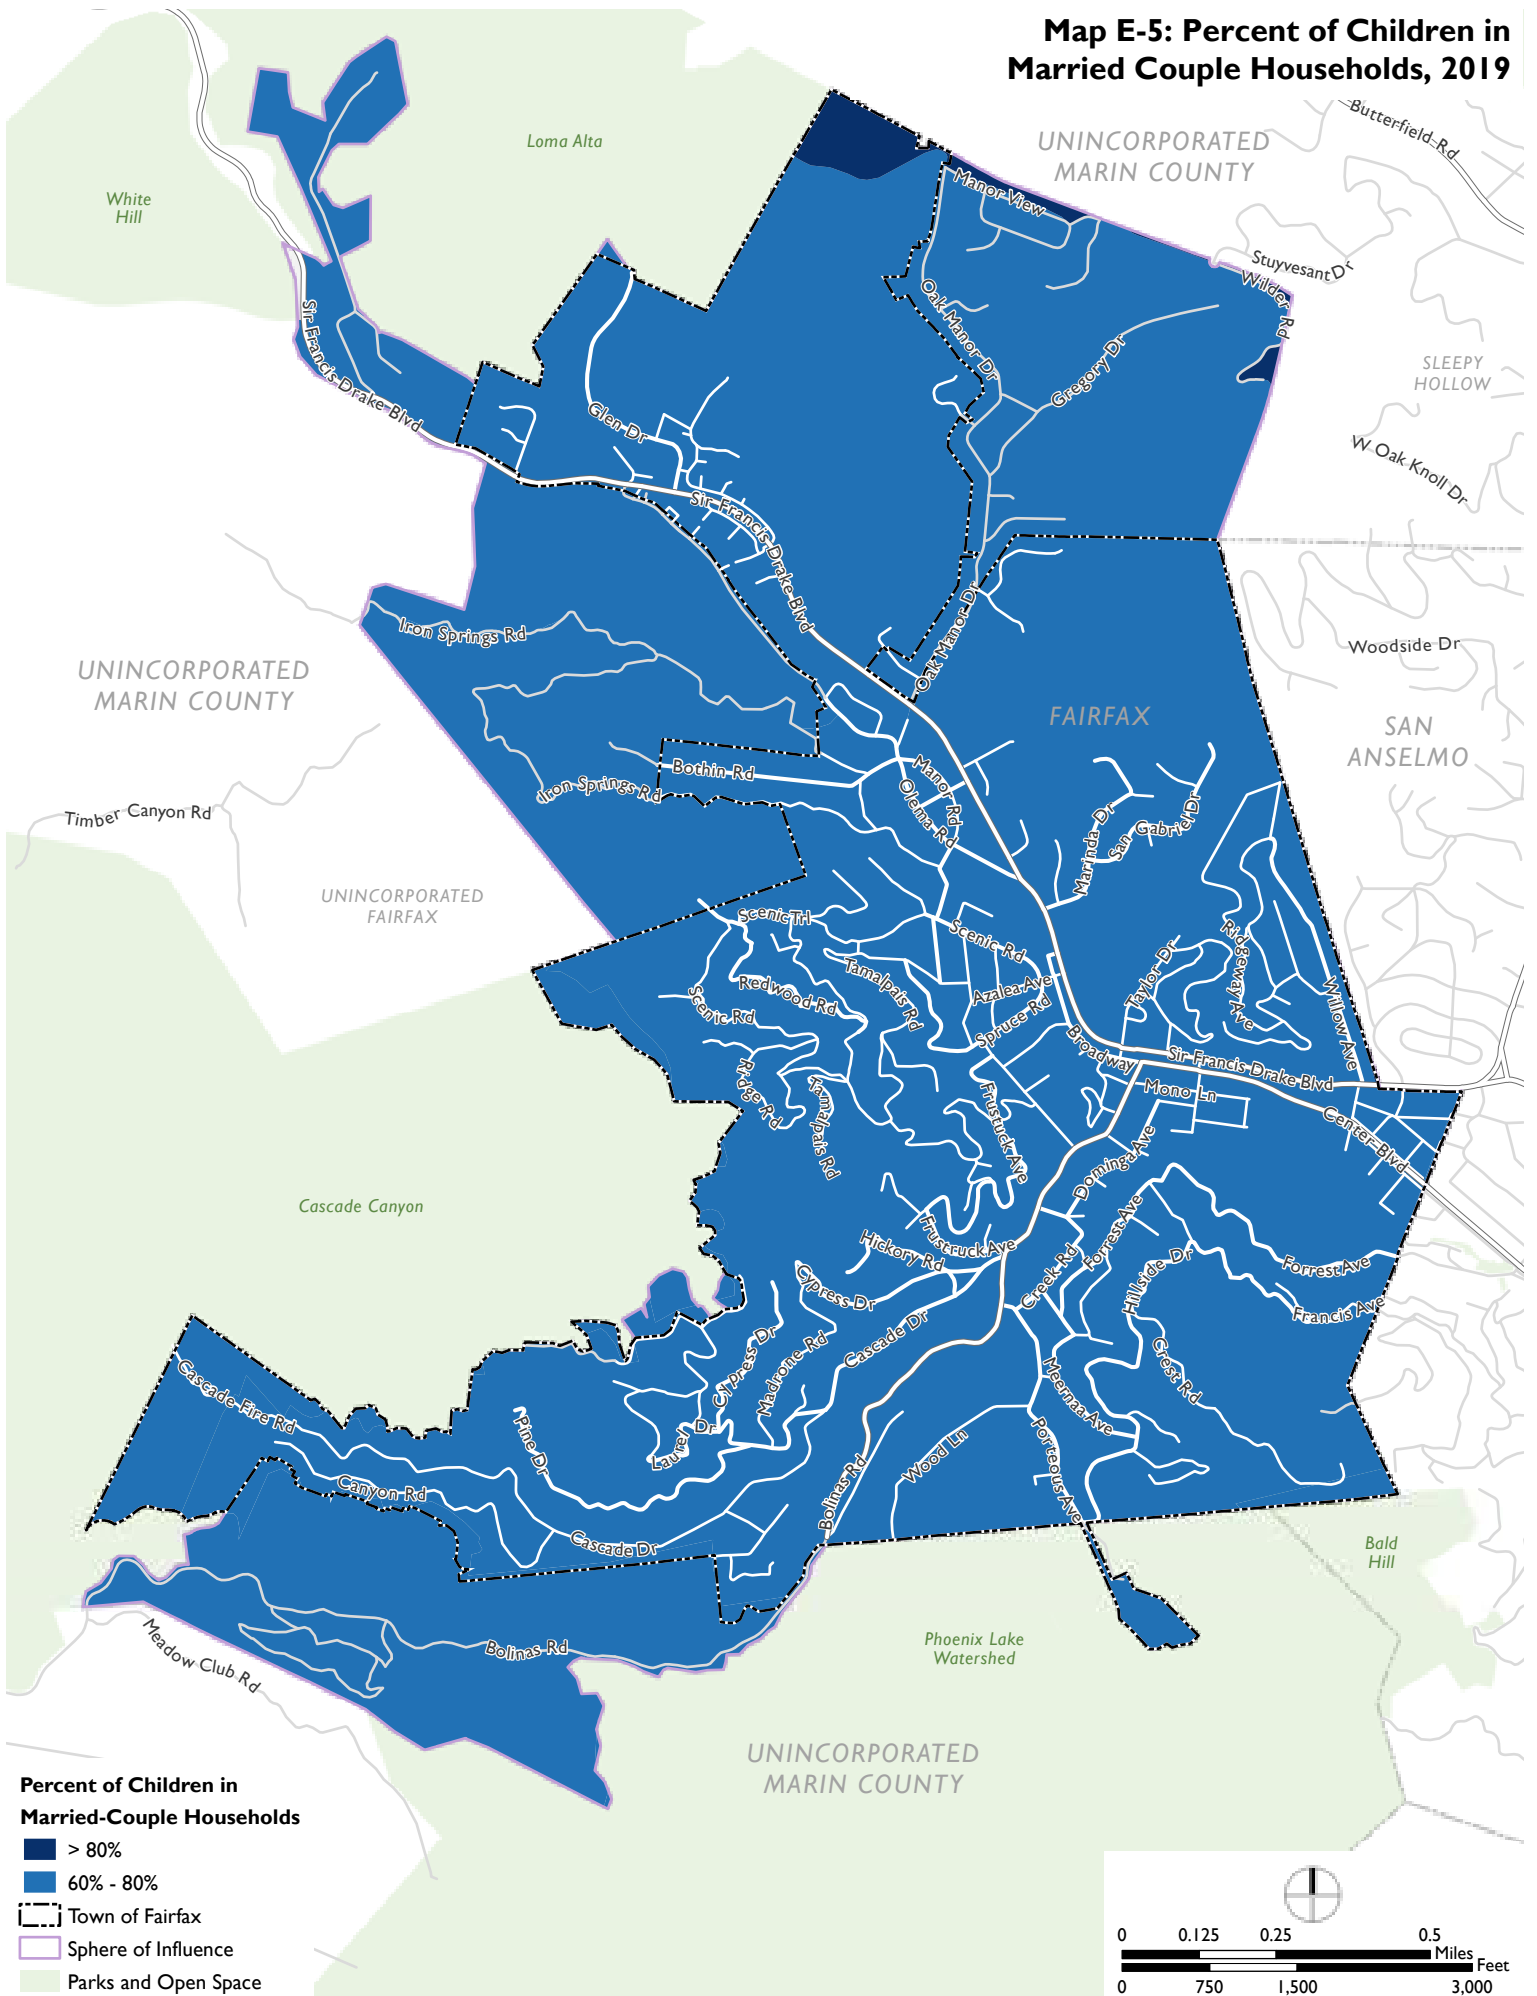 Map E-5: Percent of Children in
Married Couple Households, 2019
Butterfield Rd
UNINCORPORATED
MARIN COUNTY
Loma Alta
White
Hill
Manor View
Stuyvesant Dr
Wilder Rd
Oak Manor Dr
Gregory Dr
SLEEPY
HOLLOW
Sir Francis Drake Blvd
Glen Dr
W Oak Knoll Dr
Sir Francis Drake Blvd
Iron Springs Rd
Oak Manor Dr
Woodside Dr
UNINCORPORATED
MARIN COUNTY
FAIRFAX
SAN
ANSELMO
Bothin Rd
Iron Springs Rd
Manor Rd
Olema Rd
Timber Canyon Rd
Marinda Dr
San Gabriel Dr
UNINCORPORATED
FAIRFAX
Scenic Trl
Scenic Rd
Ridgeway Ave
Taylor Dr
Tamalpais Rd
Redwood Rd
Azalea Ave
Scenic Rd
Spruce Rd
Willow Ave
Broadway
Sir Francis Drake Blvd
Ridge Rd
Tamalpais Rd
Mono Ln
Frustuck Ave
Center Blvd
Dominga Ave
Cascade Canyon
Forrest Ave
Frustruck Ave
Hickory Rd
Creek Rd
Hillside Dr
Forrest Ave
Cypress Dr
Francis Ave
Cascade Dr
Cypress Dr
Madrone Rd
Crest Rd
Cascade Fire Rd
Meernaa Ave
Pine Dr
Laurel Dr
Wood Ln
Porteous Ave
Canyon Rd
Bolinas Rd
Cascade Dr
Bald
Hill
Meadow Club Rd
Bolinas Rd
Phoenix Lake
Watershed
UNINCORPORATED
MARIN COUNTY
Percent of Children in
Married-Couple Households
> 80%
60% - 80%
Town of Fairfax
Sphere of Influence
Parks and Open Space
0 0.125 0.25 0.5
Miles
Feet
0 750 1,500 3,000